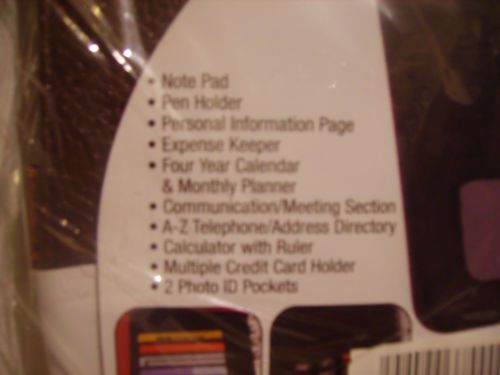 • Note Pad
• Pen Holder
• Personal Information Page
• Expense Keeper
• Four Year Calendar
& Monthly Planner
• Communication/Meeting Section
• A-Z Telephone/Address Directory
• Calculator with Ruler
• Multiple Credit Card Holder
• 2 Photo ID Pockets